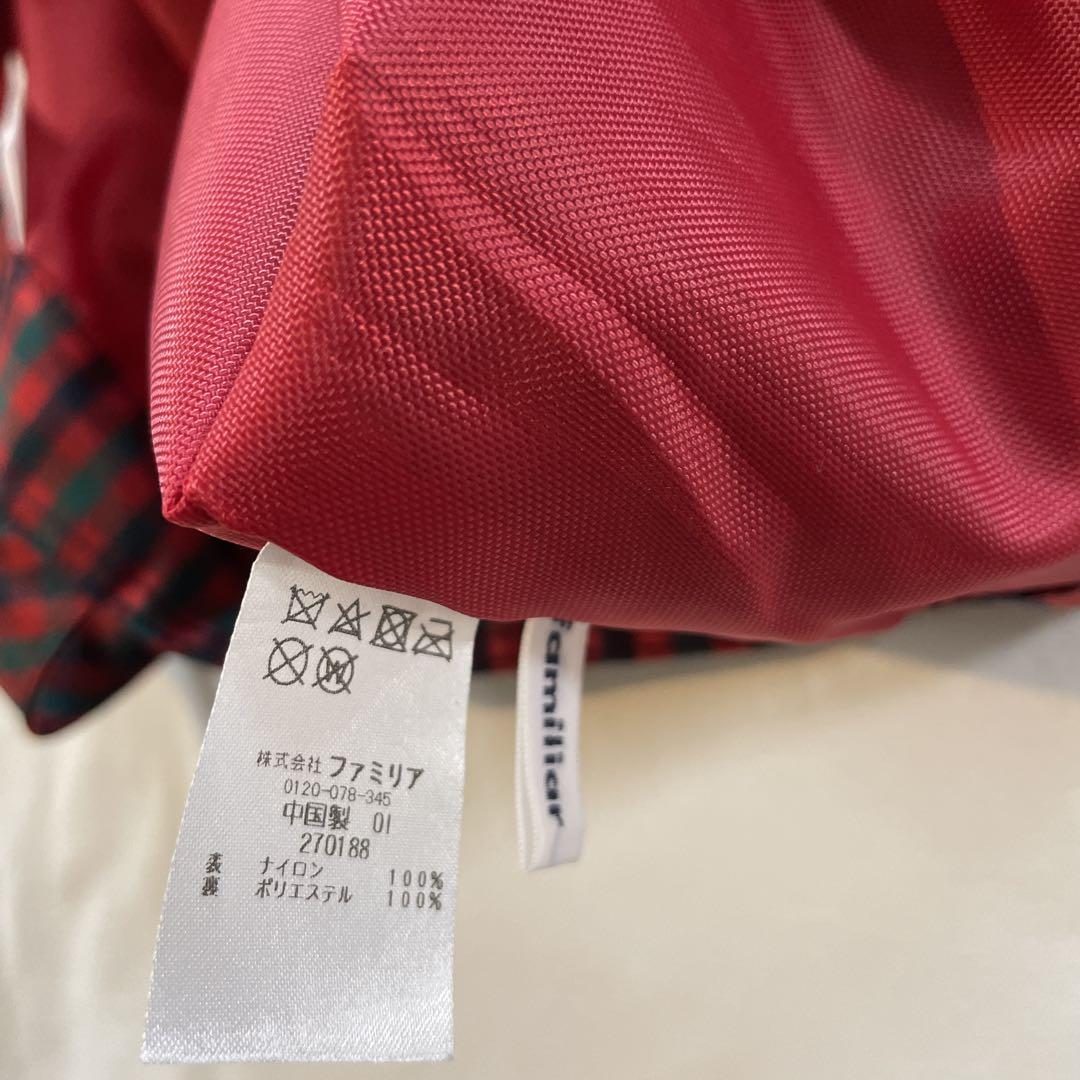 W
株式会社 ファミリア
0120-078-345
中国製 01
270188
表 ナイロン 100%
裏 ポリエステル 100%
familiar